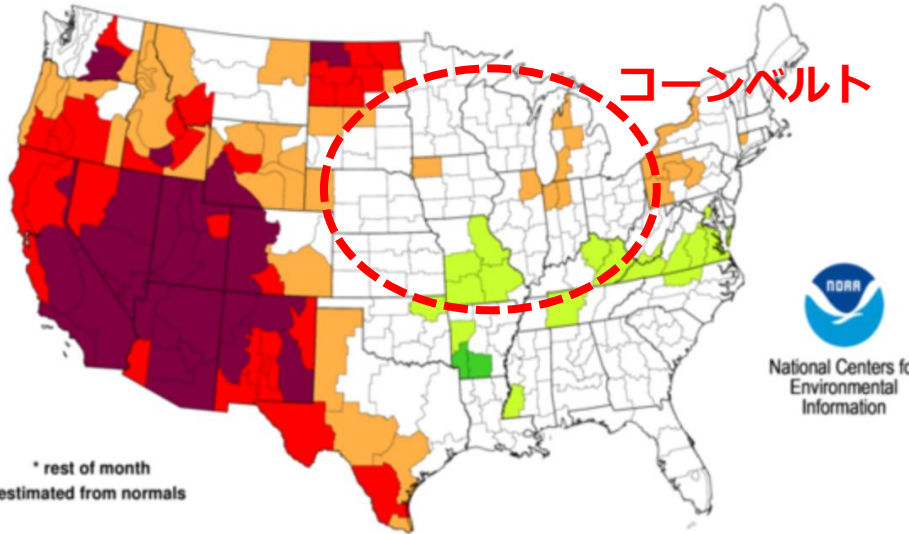 コーンベルト
NOAA
National Centers fo
Environmental
Information
* rest of month
estimated from normals